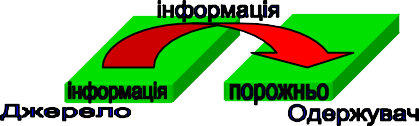 інформація
інформація
порожньо
Джерело
Одержувач